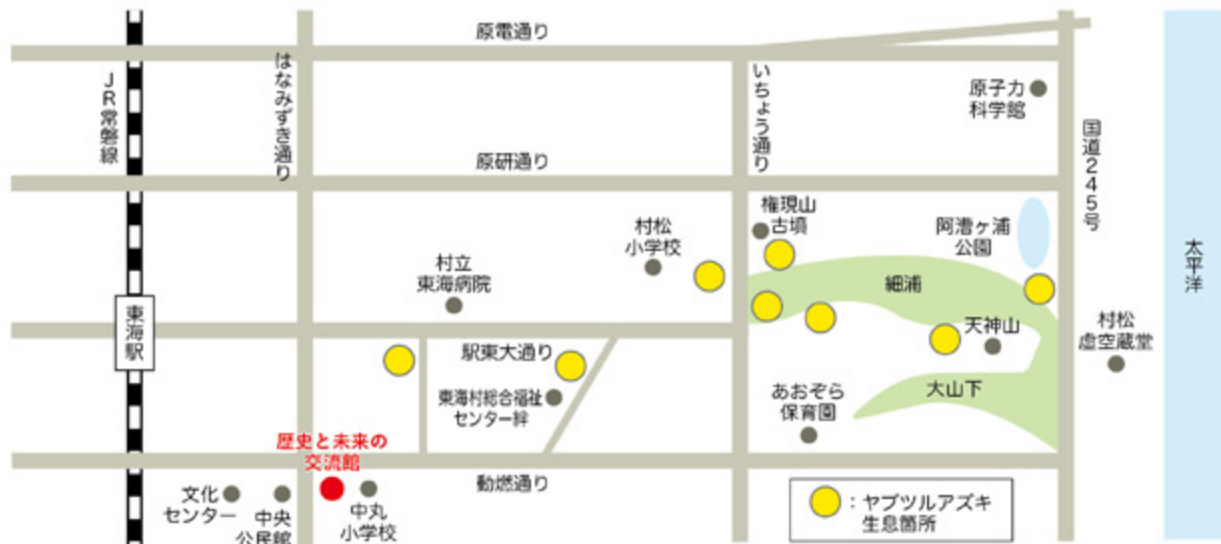 原電通り
はなみずき通り
JR常磐線
いちょう通り
原子力
科学館
国道245号
原研通り
権現山
古墳
村松
小学校
阿漕ヶ浦
公園
太平洋
村立
東海病院
細浦
東海駅
天神山
村松
虚空蔵堂
駅東大通り
東海村総合福祉
センター絆
あおぞら
保育園
大山下
歴史と未来の
交流館
動燃通り
文化
センター
中央
公民館
中丸
小学校
：ヤブツルアズキ
生息箇所